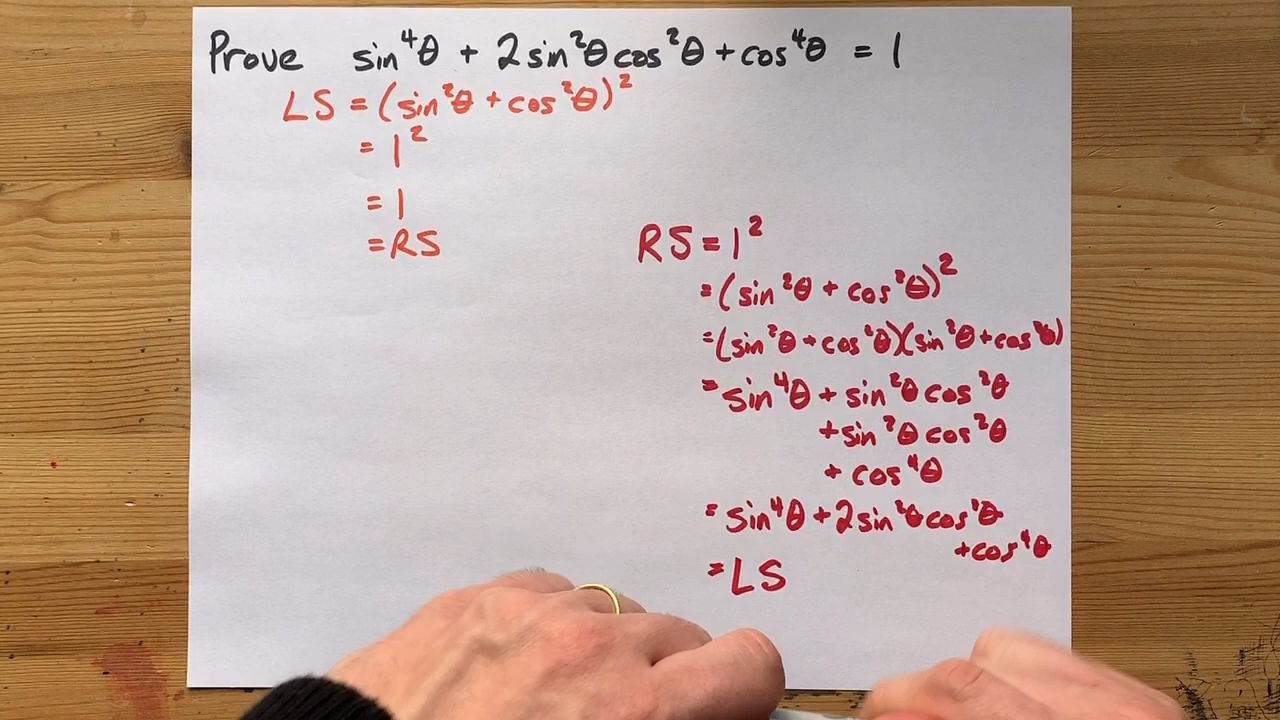 Prove sin⁴θ + 2sin²θcos²θ + cos⁴θ = 1
LS = (sin²θ + cos²θ)²
= 1²
= 1
= RS
RS = 1²
= (sin²θ + cos²θ)²
= (sin²θ + cos²θ)(sin²θ + cos²θ)
= sin⁴θ + sin²θcos²θ
+ sin²θcos²θ
+ cos⁴θ
= sin⁴θ + 2sin²θcos²θ
+ cos⁴θ
= LS